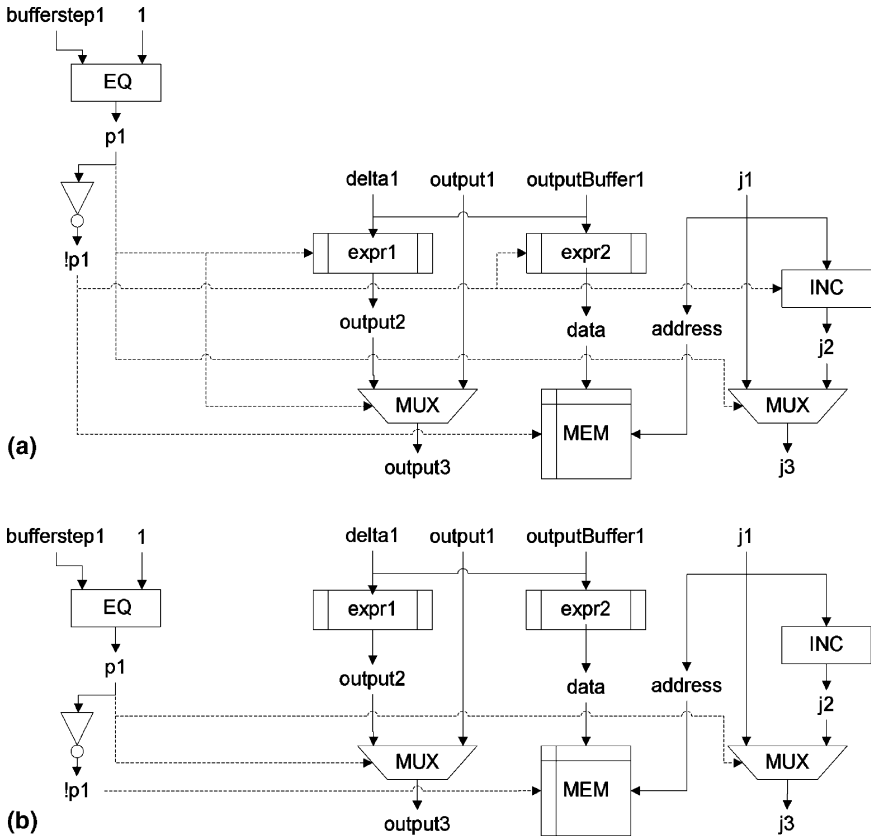 bufferstep1 1
EQ
p1
delta1 output1 outputBuffer1 j1
!p1 expr1 expr2
INC
output2 data address
j2
MUX MEM MUX
(a)
output3 j3
bufferstep1 1 delta1 output1 outputBuffer1 j1
EQ expr1 expr2
INC
p1
output2 data address
j2
MUX MEM MUX
!p1
(b)
output3 j3